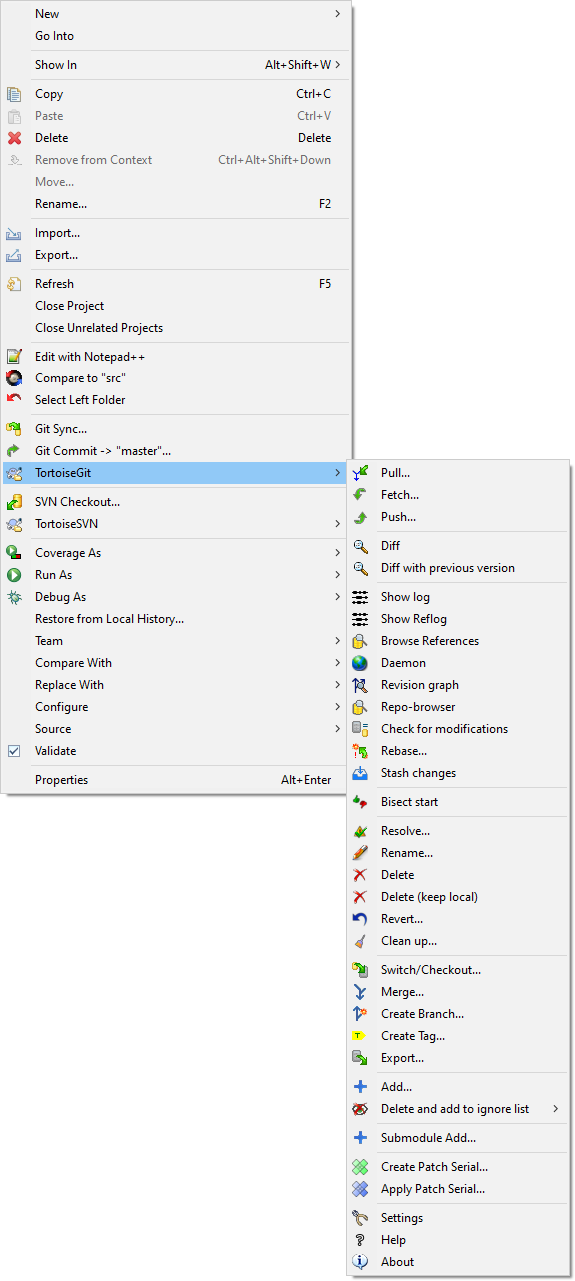 New
Go Into
Show In Alt+Shift+W
Copy Ctrl+C
Paste Ctrl+V
Delete Delete
Remove from Context Ctrl+Alt+Shift+Down
Move...
Rename... F2
Import...
Export...
Refresh F5
Close Project
Close Unrelated Projects
Edit with Notepad++
Compare to "src"
Select Left Folder
Git Sync...
Git Commit -> "master"...
TortoiseGit
SVN Checkout...
TortoiseSVN
Coverage As
Run As
Debug As
Restore from Local History...
Team
Compare With
Replace With
Configure
Source
Validate
Properties Alt+Enter
Pull...
Fetch...
Push...
Diff
Diff with previous version
Show log
Show Reflog
Browse References
Daemon
Revision graph
Repo-browser
Check for modifications
Rebase...
Stash changes
Bisect start
Resolve...
Rename...
Delete
Delete (keep local)
Revert...
Clean up...
Switch/Checkout...
Merge...
Create Branch...
Create Tag...
Export...
Add...
Delete and add to ignore list
Submodule Add...
Create Patch Serial...
Apply Patch Serial...
Settings
Help
About